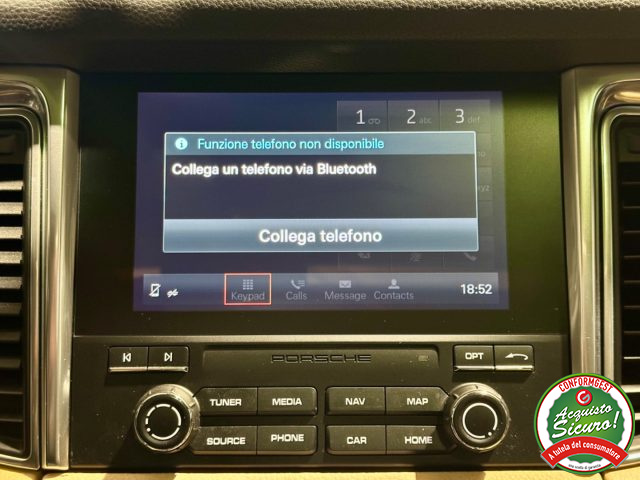 1 2 abc 3 def
Funzione telefono non disponibile
Collega un telefono via Bluetooth
Collega telefono
Keypad Calls Message Contacts 18:52
PORSCHE OPT
TUNER MEDIA NAV MAP
SOURCE PHONE CAR HOME
CONFORMGEST
Acquisto
Sicuro!
A tutela del consumatore